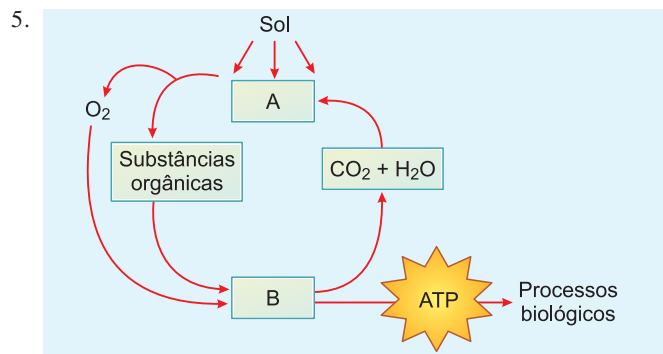 5.
Sol
A
O₂
Substâncias
orgânicas
CO₂ + H₂O
B
ATP
Processos
biológicos